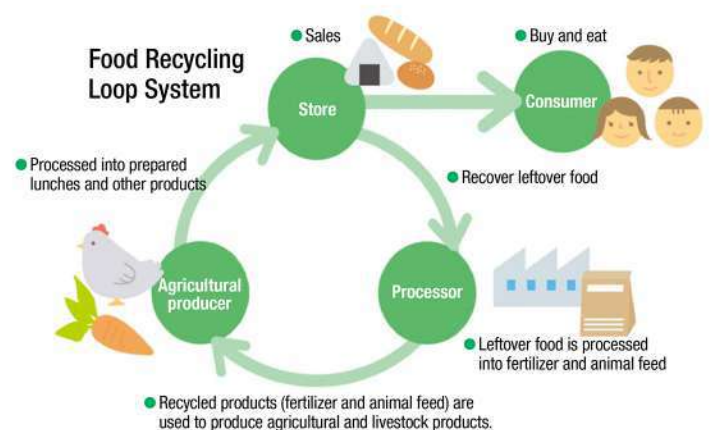 Food Recycling
Loop System
Sales
Buy and eat
Store
Consumer
Processed into prepared
lunches and other products
Recover leftover food
Agricultural
producer
Processor
Leftover food is processed
into fertilizer and animal feed
Recycled products (fertilizer and animal feed) are
used to produce agricultural and livestock products.